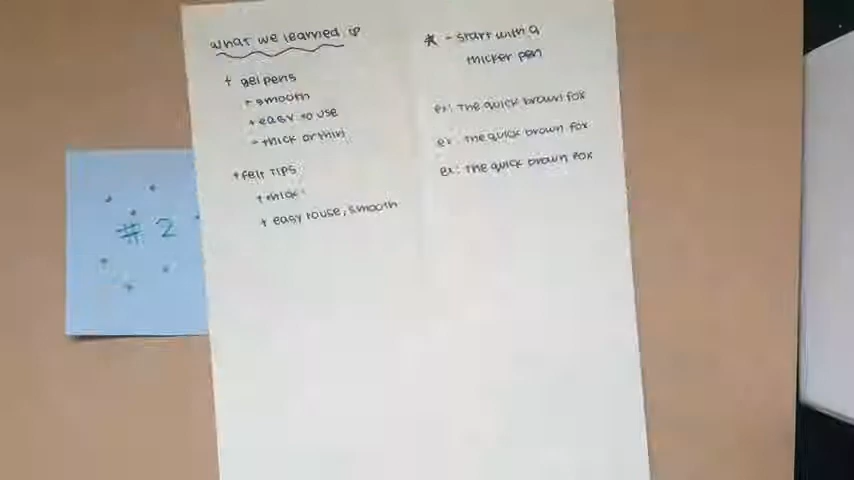 what we learned
+ gel pens
+ smooth
+ easy to use
- thick or thin
+ felt tips
+ thick
+ easy to use, smooth
* - start with a
thicker pen
ex: the quick brown fox
ex: the quick brown fox
ex: the quick brown fox
# 2